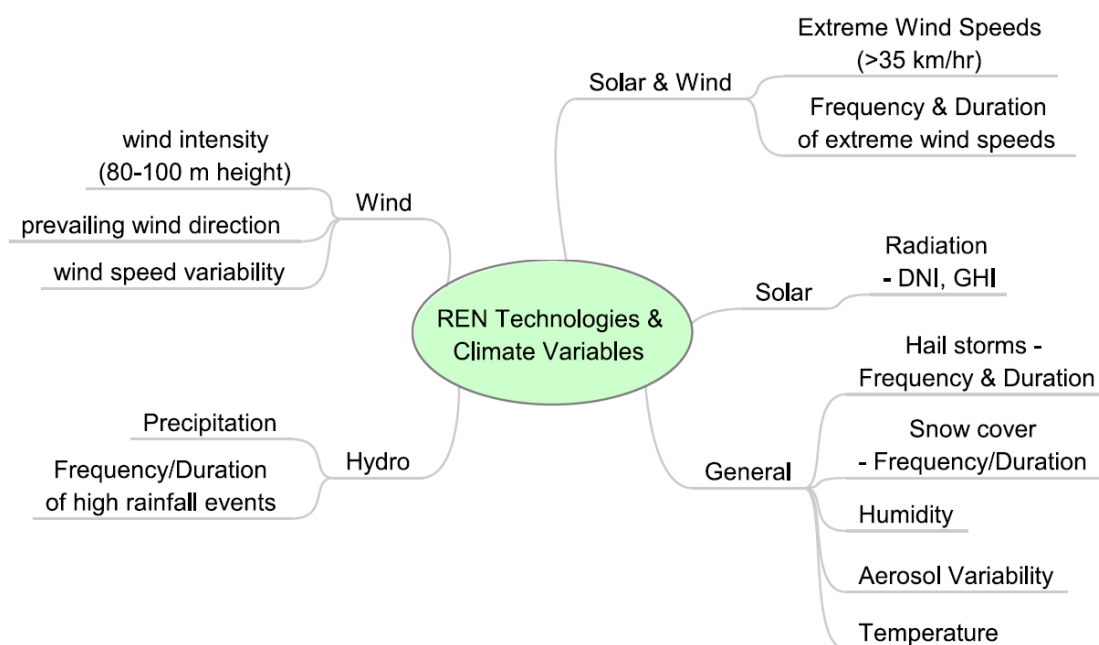 Extreme Wind Speeds
(>35 km/hr)
Solar & Wind
Frequency & Duration
of extreme wind speeds
wind intensity
(80-100 m height)
Wind
prevailing wind direction
wind speed variability
Radiation
- DNI, GHI
Solar
REN Technologies &
Climate Variables
Hail storms -
Frequency & Duration
Precipitation
Snow cover
- Frequency/Duration
Hydro
General
Frequency/Duration
of high rainfall events
Humidity
Aerosol Variability
Temperature